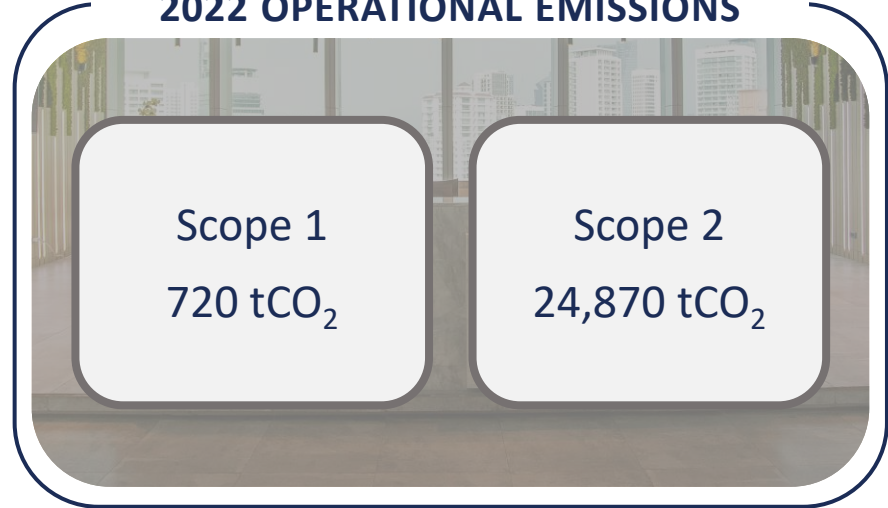 2022 OPERATIONAL EMISSIONS
Scope 1
720 tCO₂
Scope 2
24,870 tCO₂